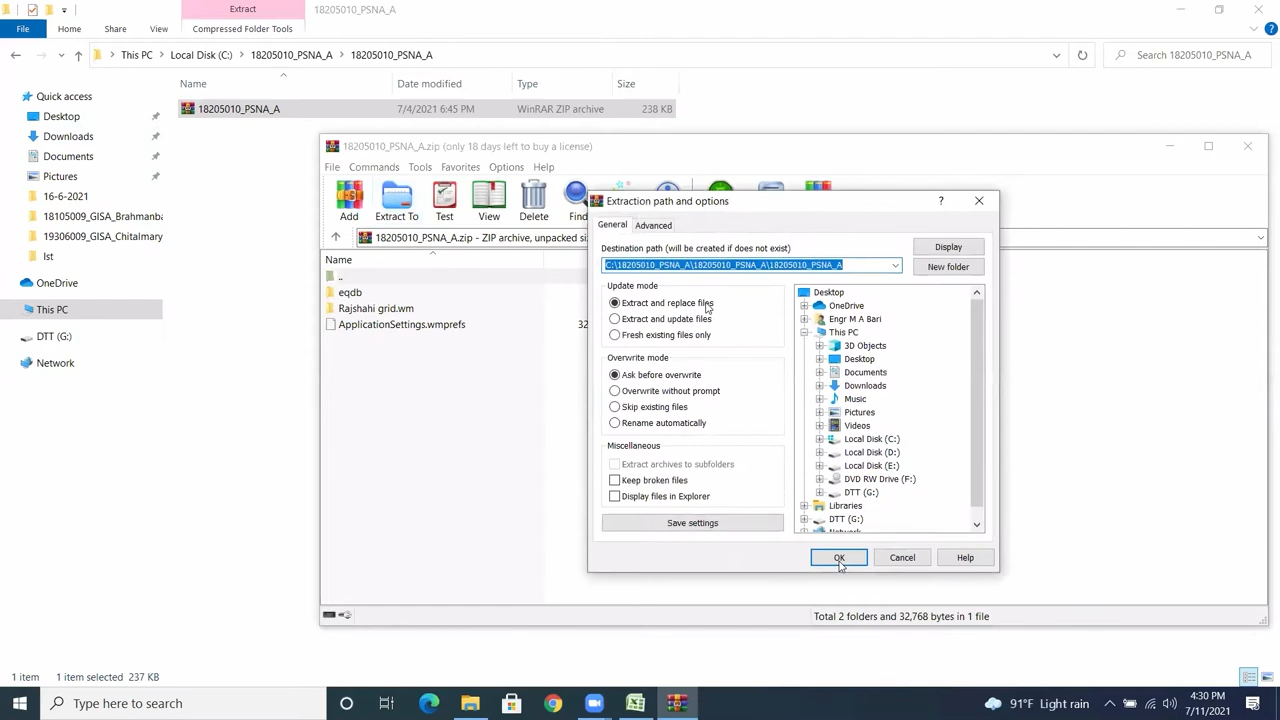 Extract
18205010_PSNA_A
File
Home
Share
View
Compressed Folder Tools
This PC
Local Disk (C:)
18205010_PSNA_A
18205010_PSNA_A
Search 18205010_PSNA_A
Name
Date modified
Type
Size
18205010_PSNA_A
7/4/2021 6:45 PM
WinRAR ZIP archive
238 KB
Quick access
Desktop
Downloads
Documents
Pictures
16-6-2021
18105009_GISA_Brahmanba
19306009_GISA_Chitalmary
lst
OneDrive
This PC
DTT (G:)
Network
18205010_PSNA_A.zip (only 18 days left to buy a license)
File
Commands
Tools
Favorites
Options
Help
Add
Extract To
Test
View
Delete
Find
18205010_PSNA_A.zip - ZIP archive, unpacked si
Name
..
eqdb
Rajshahi grid.wm
ApplicationSettings.wmprefs
32
Extraction path and options
?
General
Advanced
Destination path (will be created if does not exist)
C:\18205010_PSNA_A\18205010_PSNA_A\18205010_PSNA_A
Display
New folder
Update mode
Extract and replace files
Extract and update files
Fresh existing files only
Overwrite mode
Ask before overwrite
Overwrite without prompt
Skip existing files
Rename automatically
Miscellaneous
Extract archives to subfolders
Keep broken files
Display files in Explorer
Save settings
Desktop
OneDrive
Engr M A Bari
This PC
3D Objects
Desktop
Documents
Downloads
Music
Pictures
Videos
Local Disk (C:)
Local Disk (D:)
Local Disk (E:)
DVD RW Drive (F:)
DTT (G:)
Libraries
DTT (G:)
Network
OK
Cancel
Help
Total 2 folders and 32,768 bytes in 1 file
1 item
1 item selected 237 KB
Type here to search
91°F Light rain
4:30 PM
7/11/2021